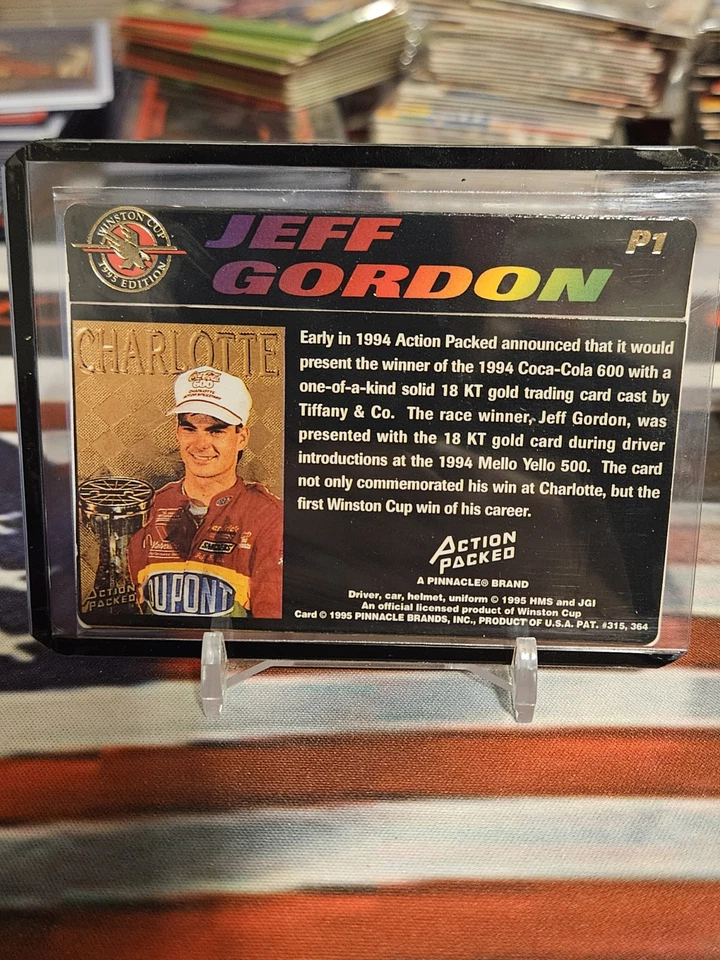 WINSTON CUP
1995 EDITION
JEFF
GORDON
P1
CHARLOTTE
Coca-Cola
600
CHARLOTTE
MOTOR SPEEDWAY
DUPONT
ACTION
PACKED
Early in 1994 Action Packed announced that it would
present the winner of the 1994 Coca-Cola 600 with a
one-of-a-kind solid 18 KT gold trading card cast by
Tiffany & Co. The race winner, Jeff Gordon, was
presented with the 18 KT gold card during driver
introductions at the 1994 Mello Yello 500. The card
not only commemorated his win at Charlotte, but the
first Winston Cup win of his career.
ACTION
PACKED
A PINNACLE® BRAND
Driver, car, helmet, uniform © 1995 HMS and JGI
An official licensed product of Winston Cup
Card © 1995 PINNACLE BRANDS, INC., PRODUCT OF U.S.A. PAT. #315, 364